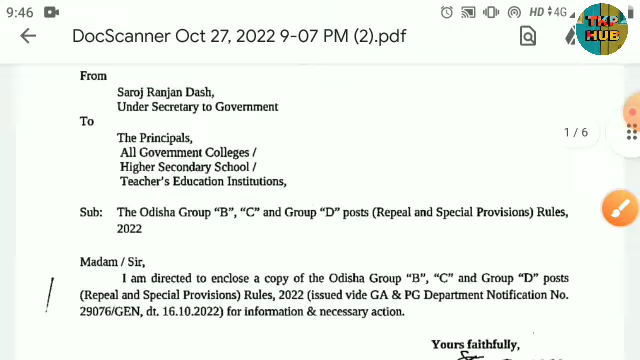 9:46 HD 4G
DocScanner Oct 27, 2022 9-07 PM (2).pdf
TKP HUB
1 / 6
From
Saroj Ranjan Dash,
Under Secretary to Government
To
The Principals,
All Government Colleges /
Higher Secondary School /
Teacher's Education Institutions,
Sub: The Odisha Group "B", "C" and Group "D" posts (Repeal and Special Provisions) Rules,
2022
Madam / Sir,
I am directed to enclose a copy of the Odisha Group "B", "C" and Group "D" posts
(Repeal and Special Provisions) Rules, 2022 (issued vide GA & PG Department Notification No.
29076/GEN, dt. 16.10.2022) for information & necessary action.
Yours faithfully,